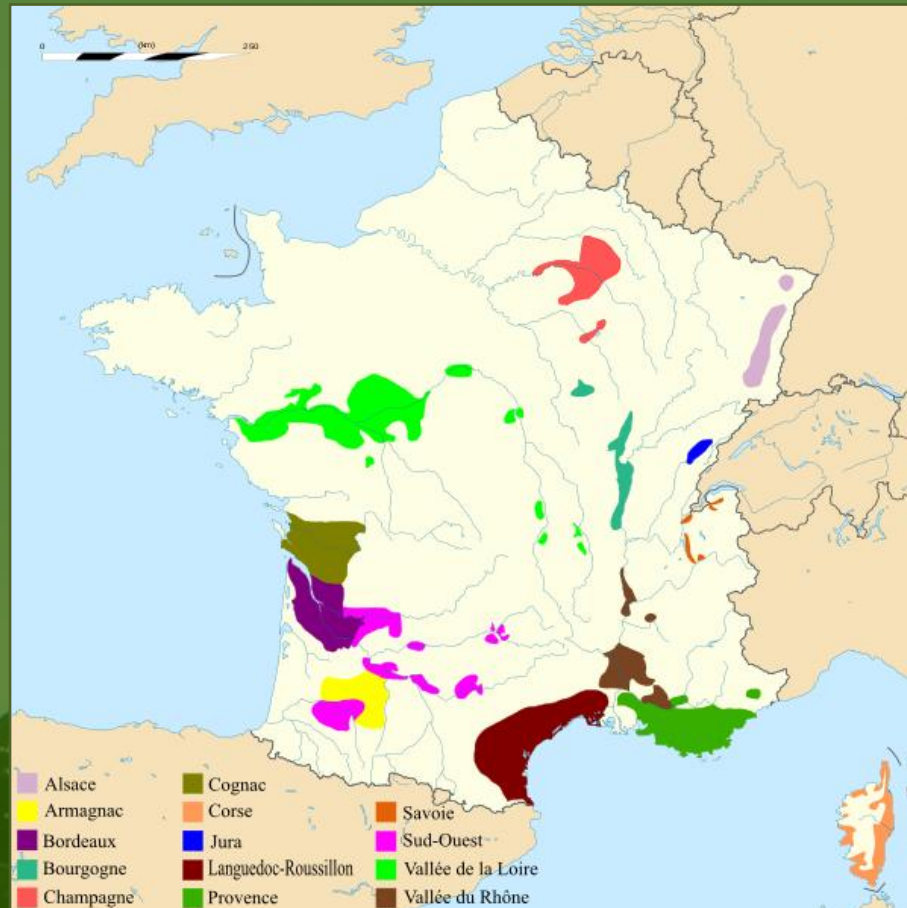 0 (km) 250
Alsace
Armagnac
Bordeaux
Bourgogne
Champagne
Cognac
Corse
Jura
Languedoc-Roussillon
Provence
Savoie
Sud-Ouest
Vallée de la Loire
Vallée du Rhône